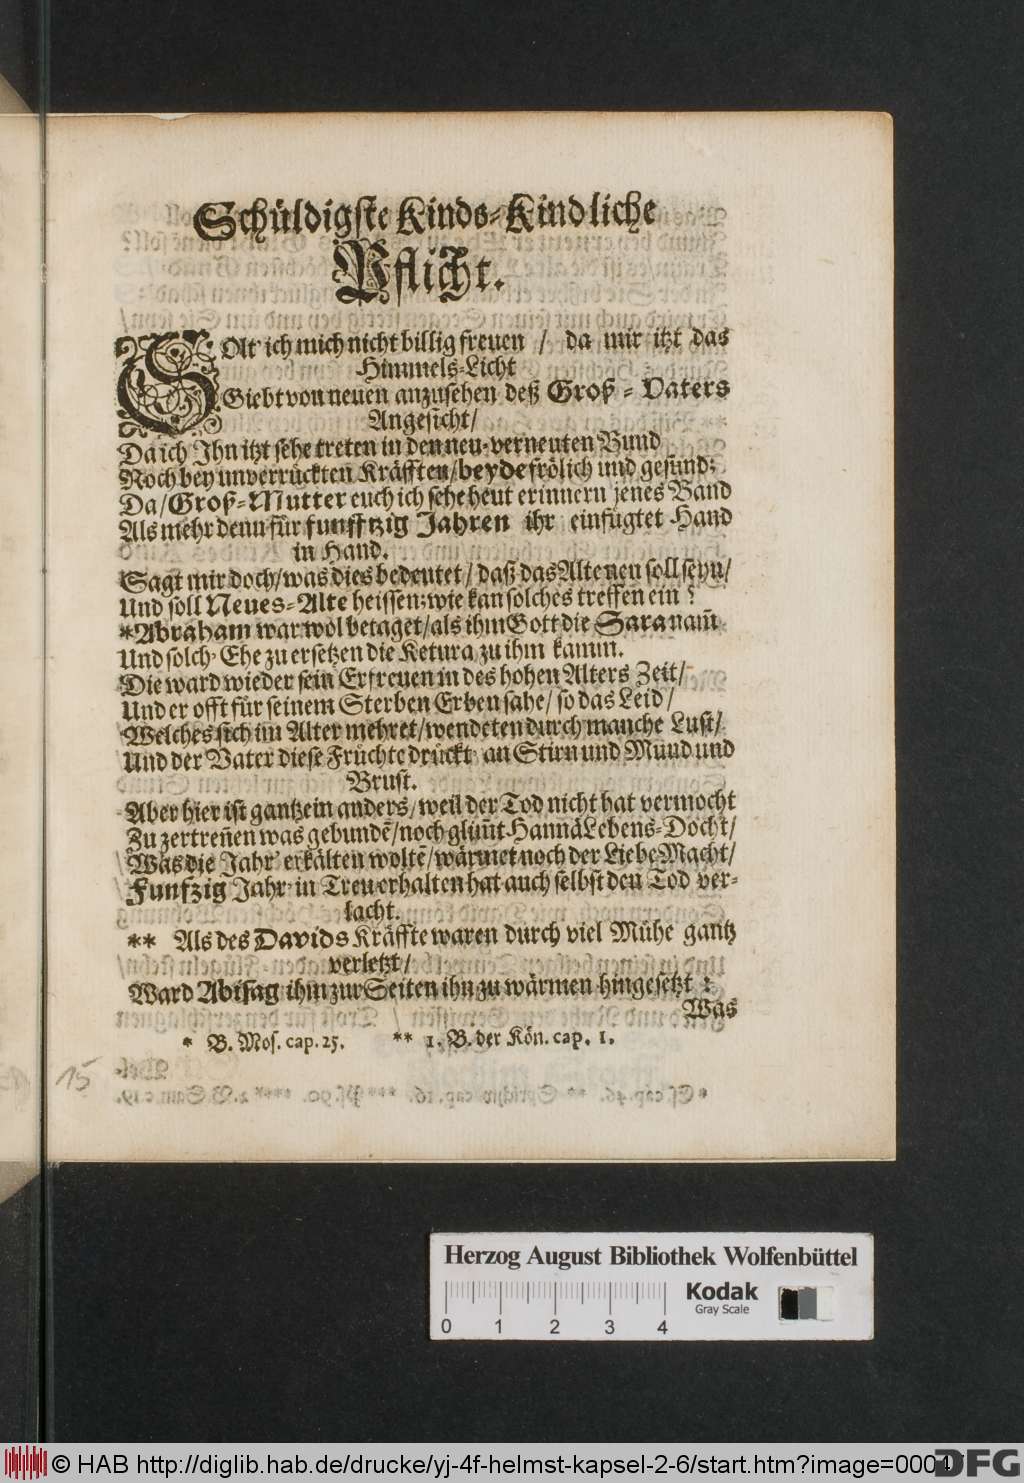 Schüldigste Kinds-Kindliche
Pflicht.
SOlt' ich mich nicht billig freuen / da mir itzt das
Himmels-Licht
Giebt von neuen anzusehen deß Groß-Vaters
Angesicht/
Da ich Ihn itzt sehe treten in den neu-verneuten Bund
Noch bey unverrückten Kräfften/ beyde frölich und gesund;
Da/ Groß-Mutter euch ich sehe heut erinnern jenes Band
Als mehr denn für funfftzig Jahren ihr einfügtet Hand
in Hand.
Sagt mir doch/ was dies bedeutet/ daß das Alte neu soll seyn/
Und soll Neues-Alte heissen; wie kan solches treffen ein?
*Abraham war wol betaget/ als ihm Gott die Sara nam̃
Und solch' Ehe zu ersetzen die Ketura zu ihm kamm.
Die ward wieder sein Erfreuen in des hohen Alters Zeit/
Und er offt für seinem Sterben Erben sahe/ so das Leid/
Welches sich im Alter mehret/ wendeten durch manche Lust/
Und der Vater diese Früchte drückt' an Stirn und Mund und
Brust.
Aber hier ist gantz ein anders/ weil der Tod nicht hat vermocht
Zu zertreñen was gebundẽ/ noch glim̃t Hannä Lebens-Docht/
Was die Jahr' erkälten woltẽ/ wärmet noch der Liebe Macht/
Funfzig Jahr' in Treu erhalten hat auch selbst den Tod ver-
lacht.
** Als des Davids Kräffte waren durch viel Mühe gantz
verletzt/
Ward Abisag ihm zur Seiten ihn zu wärmen hingesetzt:
Was
* B. Mos. cap. 25. ** 1. B. der Kön. cap. 1.
15
Herzog August Bibliothek Wolfenbüttel
Kodak
Gray Scale
0 1 2 3 4
© HAB http://diglib.hab.de/drucke/yj-4f-helmst-kapsel-2-6/start.htm?image=0004
DFG